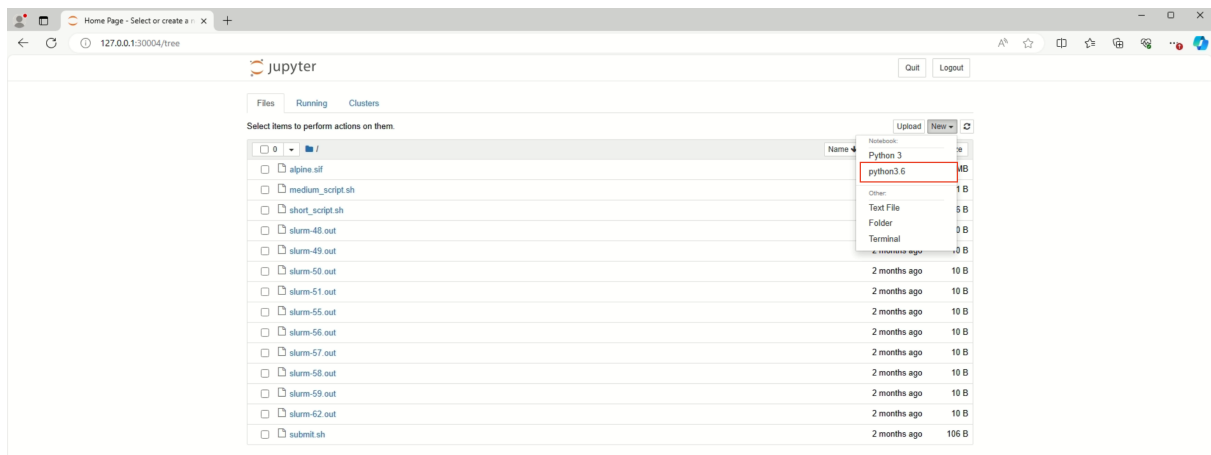 Home Page - Select or create a n
127.0.0.1:30004/tree
jupyter
Quit Logout
Files Running Clusters
Select items to perform actions on them.
Upload New
0 / Name
Notebook:
Python 3
python3.6
Other:
Text File
Folder
Terminal
alpine.sif MB
medium_script.sh B
short_script.sh B
slurm-48.out B
slurm-49.out 2 months ago 10 B
slurm-50.out 2 months ago 10 B
slurm-51.out 2 months ago 10 B
slurm-55.out 2 months ago 10 B
slurm-56.out 2 months ago 10 B
slurm-57.out 2 months ago 10 B
slurm-58.out 2 months ago 10 B
slurm-59.out 2 months ago 10 B
slurm-62.out 2 months ago 10 B
submit.sh 2 months ago 106 B